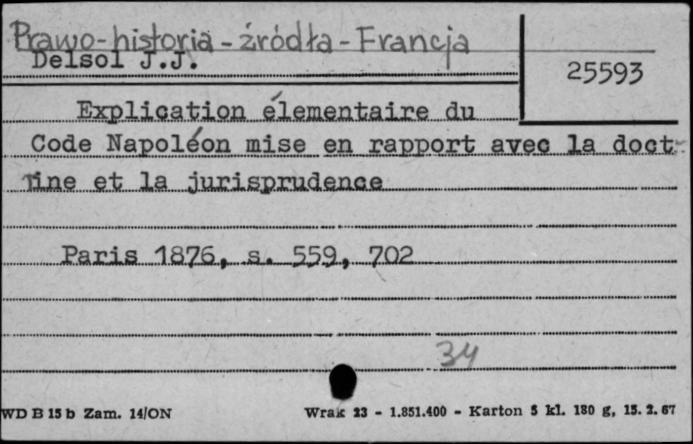 Prawo-historia - źródła - Francja
Delsol J.J.
25593
Explication élementaire du
Code Napoléon mise en rapport avec la doct-
rine et la jurisprudence
Paris 1876, s. 559, 702
34
WD B 15 b Zam. 14/ON
Wrak 23 - 1.851.400 - Karton 5 kl. 180 g, 15. 2. 67